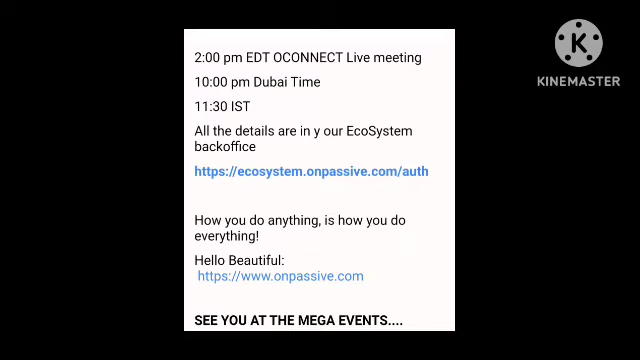 2:00 pm EDT OCONNECT Live meeting
10:00 pm Dubai Time
11:30 IST
All the details are in y our EcoSystem
backoffice
https://ecosystem.onpassive.com/auth
How you do anything, is how you do
everything!
Hello Beautiful:
https://www.onpassive.com
SEE YOU AT THE MEGA EVENTS....
K
KINEMASTER